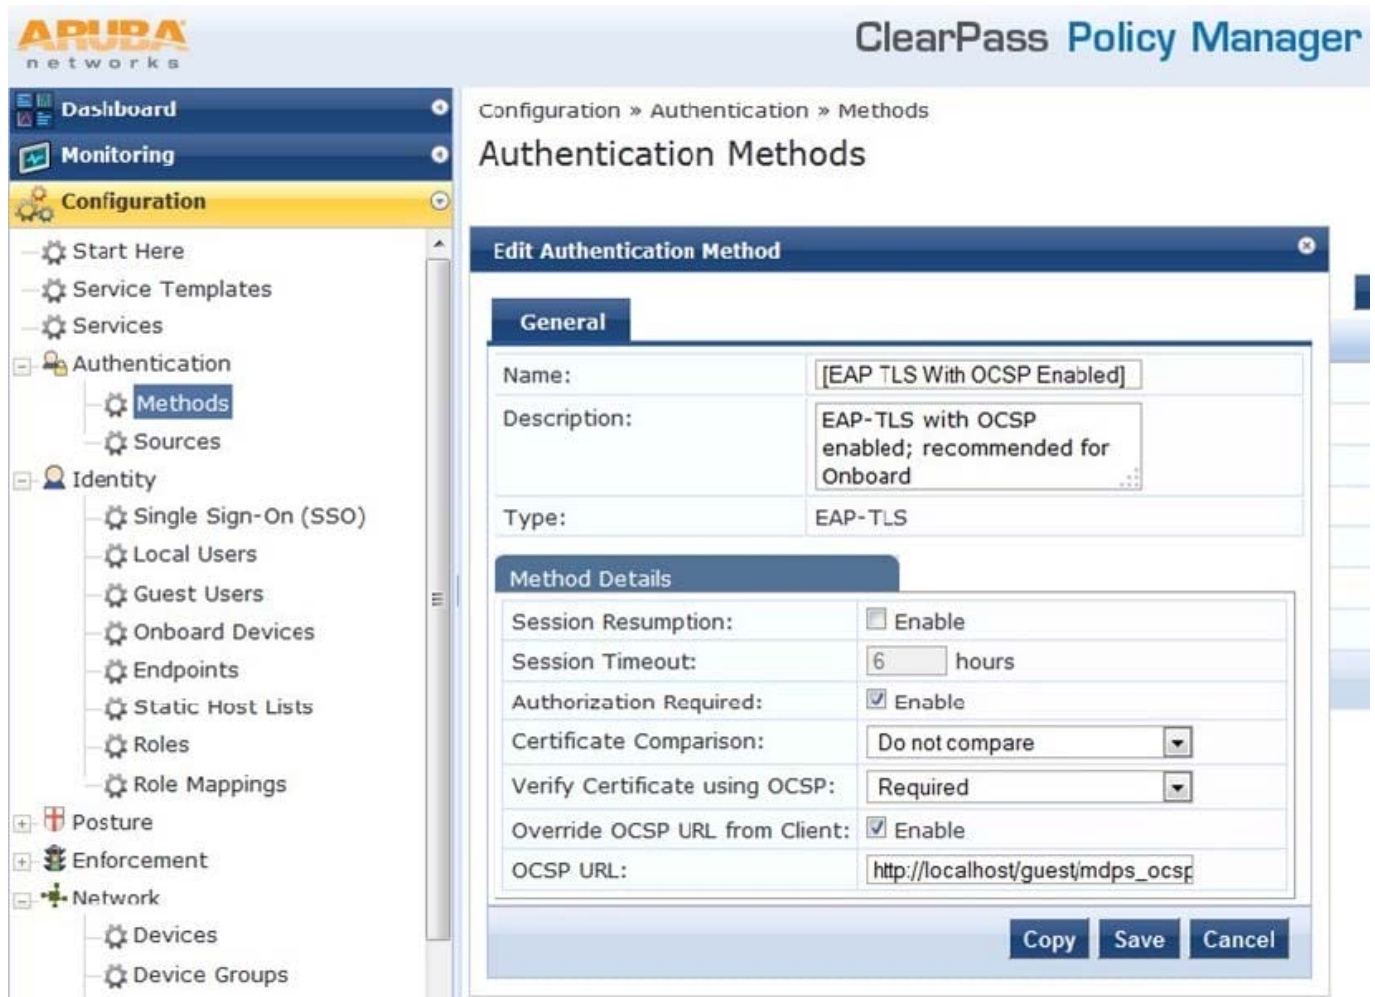 ARUBA
networks
ClearPass Policy Manager
Dashboard
Monitoring
Configuration
Start Here
Service Templates
Services
Authentication
Methods
Sources
Identity
Single Sign-On (SSO)
Local Users
Guest Users
Onboard Devices
Endpoints
Static Host Lists
Roles
Role Mappings
Posture
Enforcement
Network
Devices
Device Groups
Configuration » Authentication » Methods
Authentication Methods
Edit Authentication Method
General
Name: [EAP TLS With OCSP Enabled]
Description: EAP-TLS with OCSP
enabled; recommended for
Onboard
Type: EAP-TLS
Method Details
Session Resumption: Enable
Session Timeout: 6 hours
Authorization Required: Enable
Certificate Comparison: Do not compare
Verify Certificate using OCSP: Required
Override OCSP URL from Client: Enable
OCSP URL: http://localhost/guest/mdps_ocsp
Copy Save Cancel